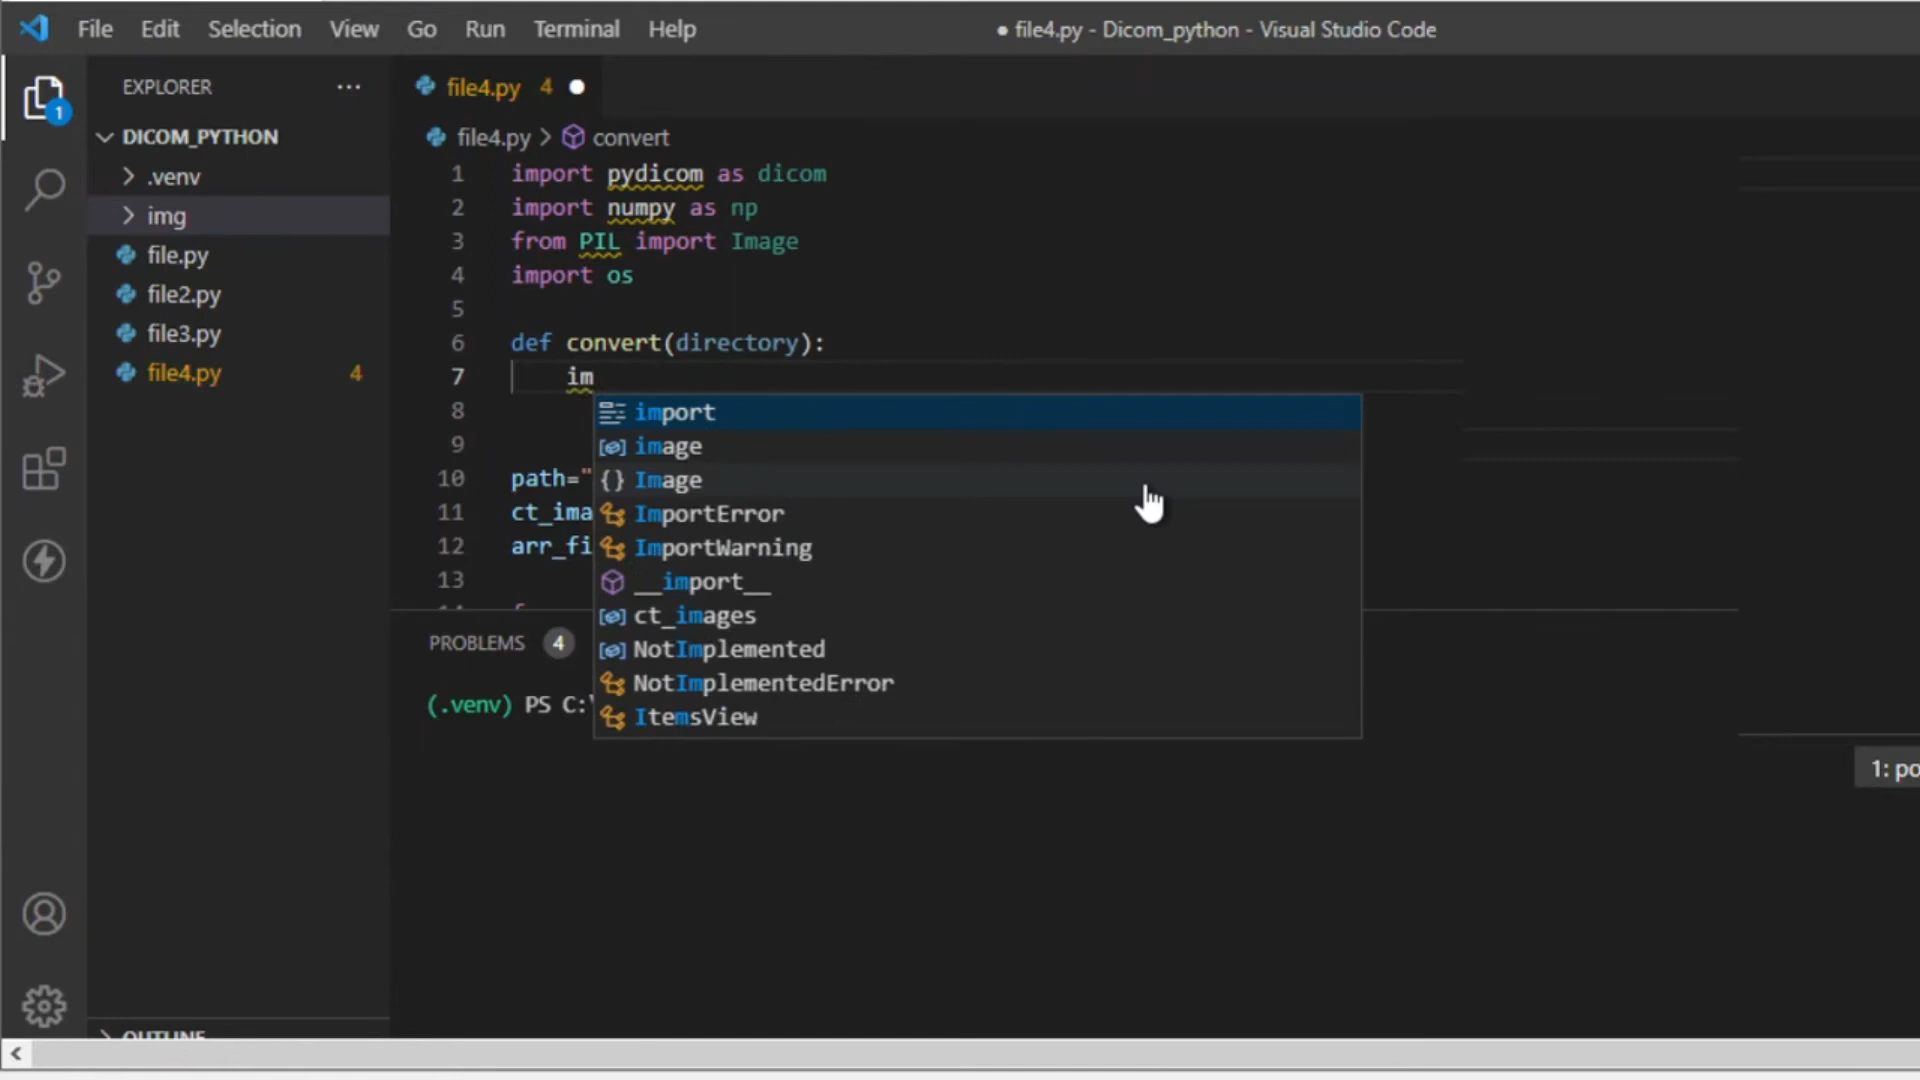 File Edit Selection View Go Run Terminal Help
● file4.py - Dicom_python - Visual Studio Code
EXPLORER ...
1
DICOM_PYTHON
.venv
img
file.py
file2.py
file3.py
file4.py 4
file4.py 4 ●
file4.py > convert
1 import pydicom as dicom
2 import numpy as np
3 from PIL import Image
4 import os
5
6 def convert(directory):
7 im
8
9
10 path="
11 ct_ima
12 arr_fi
13
import
image
Image
ImportError
ImportWarning
__import__
ct_images
NotImplemented
NotImplementedError
ItemsView
PROBLEMS 4
(.venv) PS C:\
1: po
OUTLINE